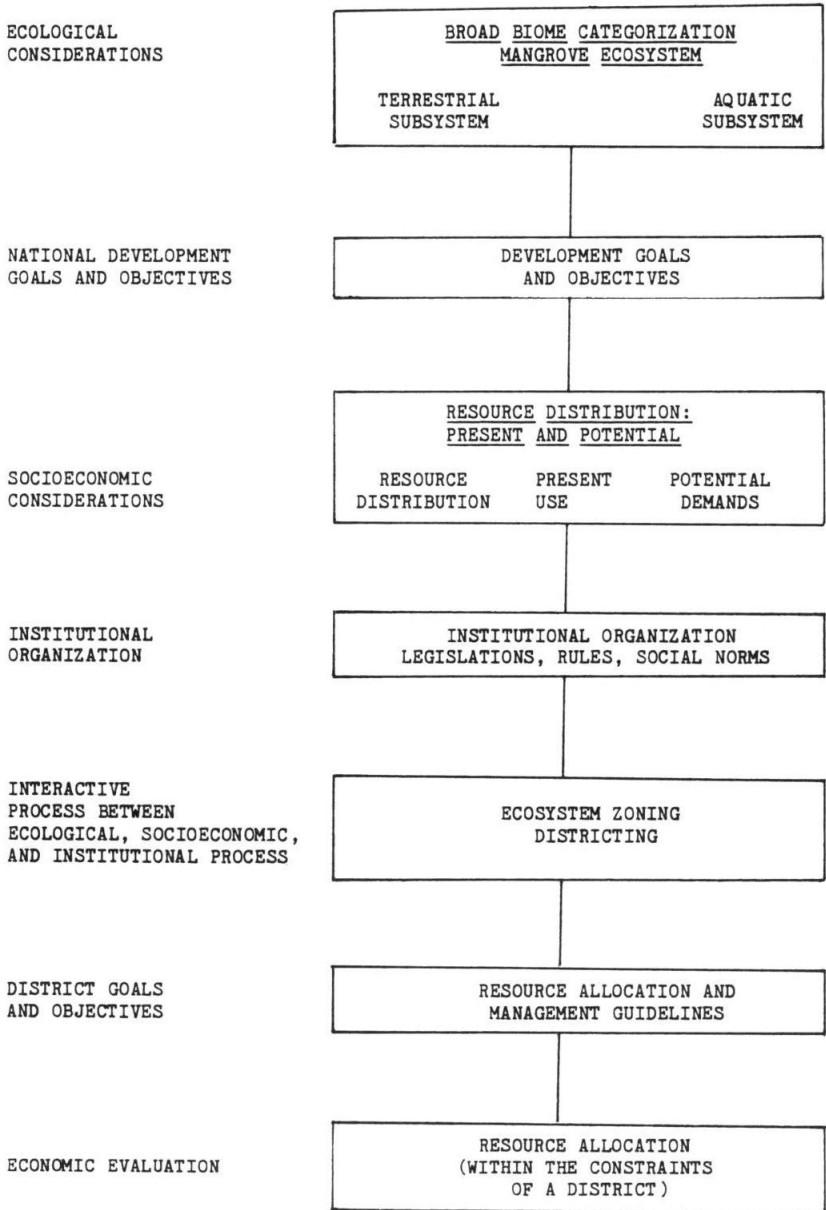 ECOLOGICAL
CONSIDERATIONS
BROAD BIOME CATEGORIZATION
MANGROVE ECOSYSTEM
TERRESTRIAL
SUBSYSTEM
AQUATIC
SUBSYSTEM
NATIONAL DEVELOPMENT
GOALS AND OBJECTIVES
DEVELOPMENT GOALS
AND OBJECTIVES
SOCIOECONOMIC
CONSIDERATIONS
RESOURCE DISTRIBUTION:
PRESENT AND POTENTIAL
RESOURCE
DISTRIBUTION
PRESENT
USE
POTENTIAL
DEMANDS
INSTITUTIONAL
ORGANIZATION
INSTITUTIONAL ORGANIZATION
LEGISLATIONS, RULES, SOCIAL NORMS
INTERACTIVE
PROCESS BETWEEN
ECOLOGICAL, SOCIOECONOMIC,
AND INSTITUTIONAL PROCESS
ECOSYSTEM ZONING
DISTRICTING
DISTRICT GOALS
AND OBJECTIVES
RESOURCE ALLOCATION AND
MANAGEMENT GUIDELINES
ECONOMIC EVALUATION
RESOURCE ALLOCATION
(WITHIN THE CONSTRAINTS
OF A DISTRICT)